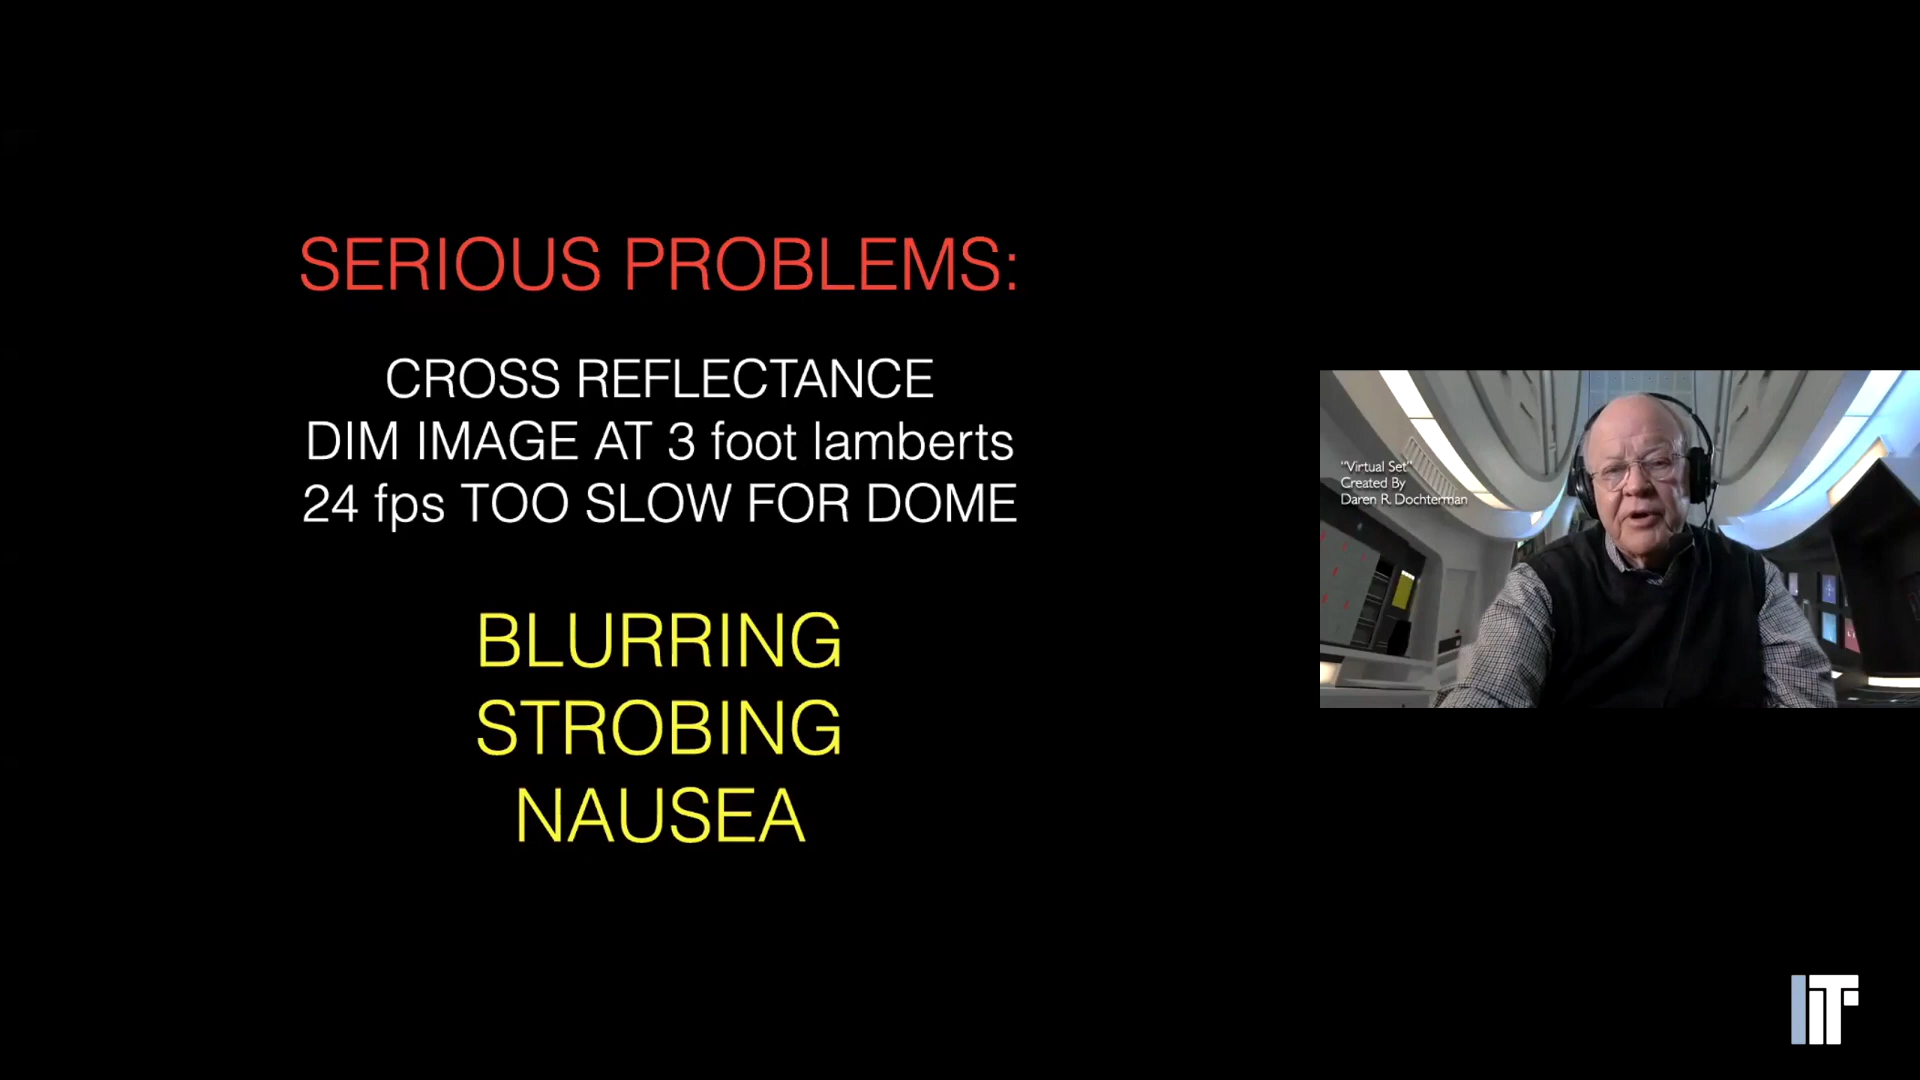 SERIOUS PROBLEMS:
CROSS REFLECTANCE
DIM IMAGE AT 3 foot lamberts
24 fps TOO SLOW FOR DOME
BLURRING
STROBING
NAUSEA
"Virtual Set"
Created By
Daren R. Dochterman